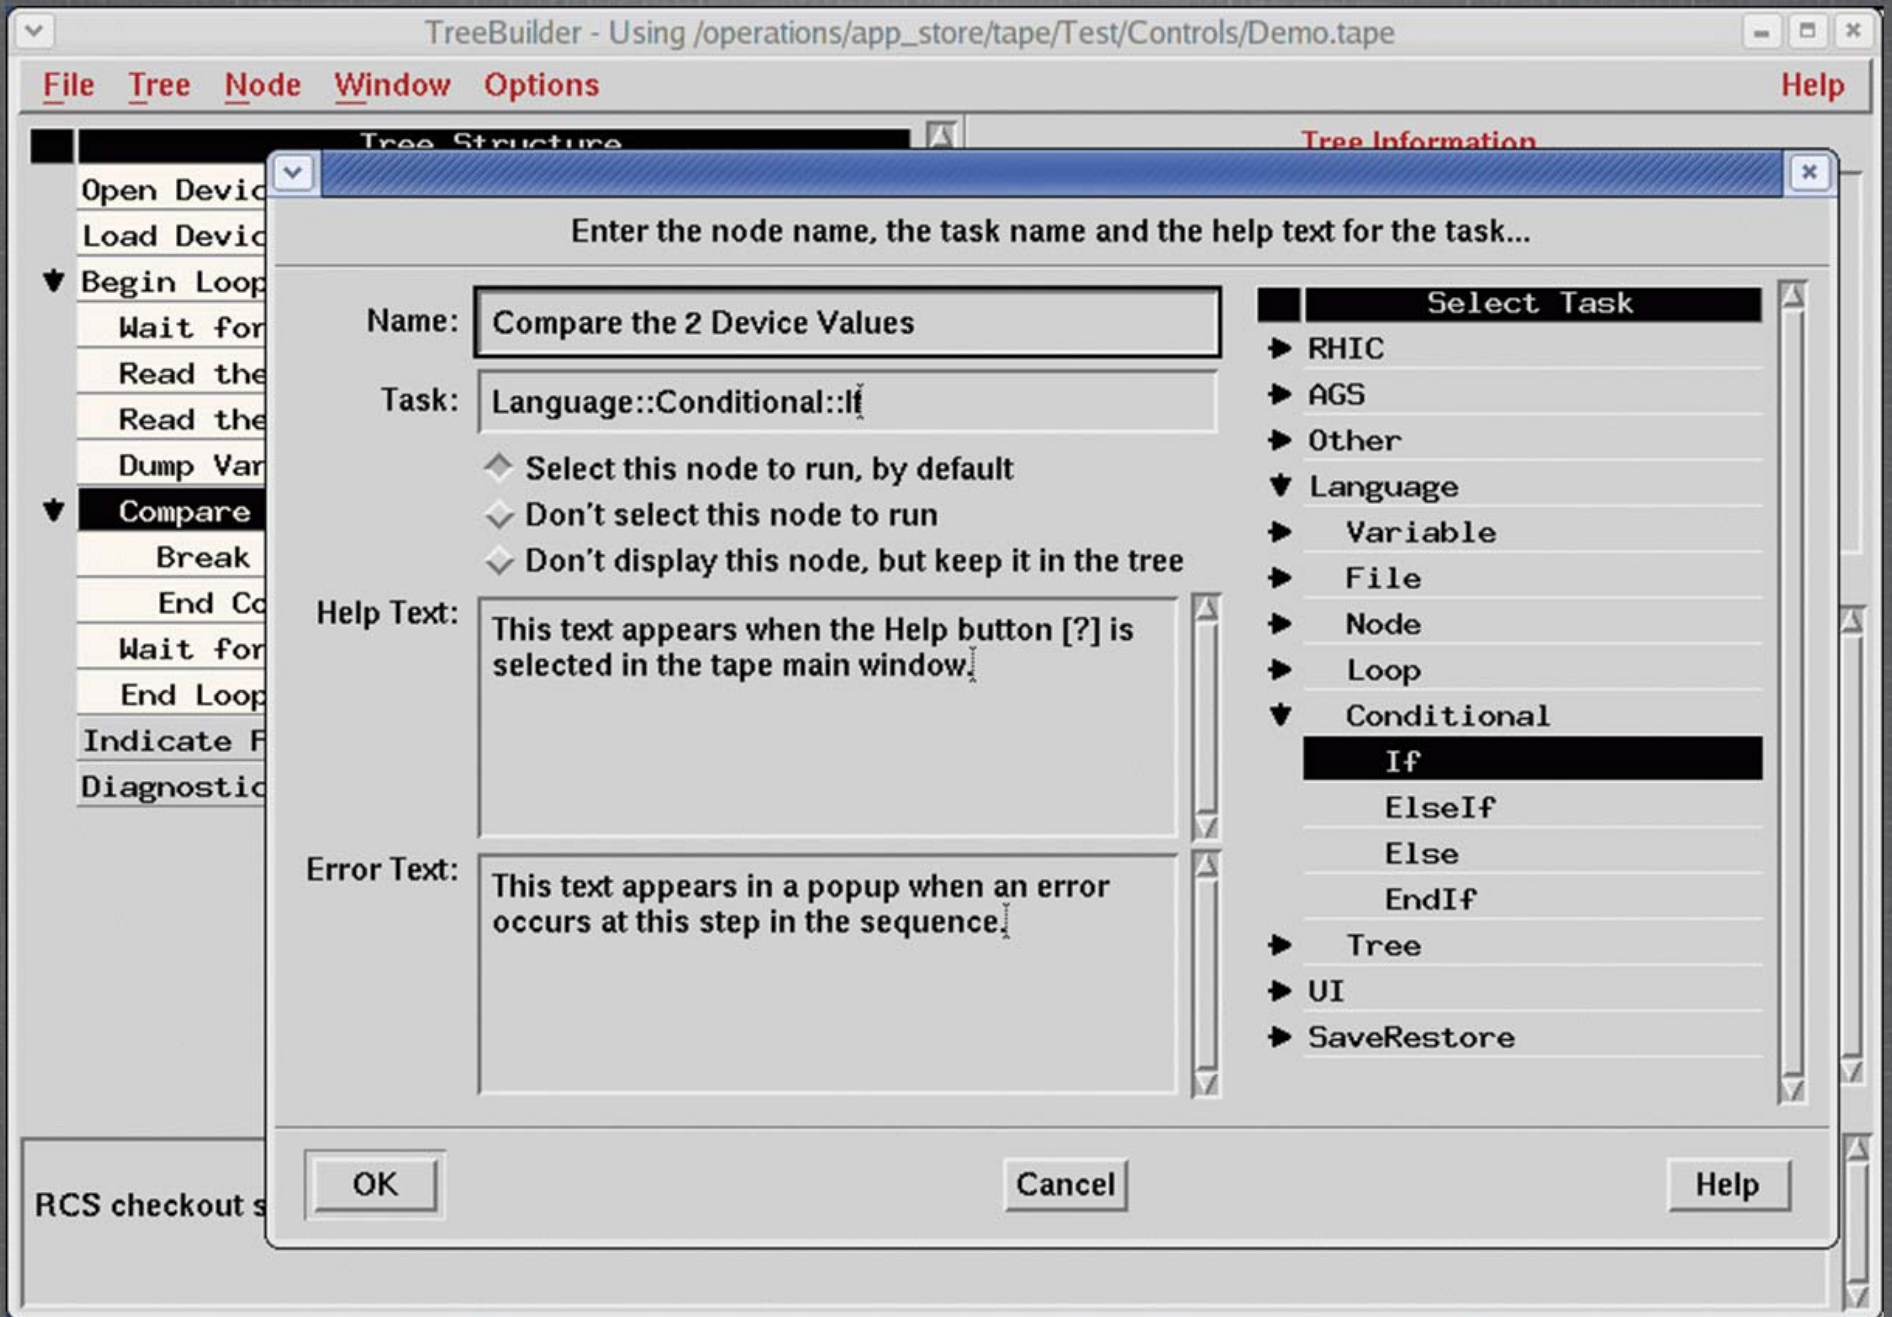 TreeBuilder - Using /operations/app_store/tape/Test/Controls/Demo.tape
File Tree Node Window Options Help
Tree Structure
Tree Information
Open Devic
Load Devic
Begin Loop
Wait for
Read the
Read the
Dump Var
Compare
Break
End Co
Wait for
End Loop
Indicate F
Diagnostic
RCS checkout s
Enter the node name, the task name and the help text for the task...
Name: Compare the 2 Device Values
Task: Language::Conditional::If
Select this node to run, by default
Don't select this node to run
Don't display this node, but keep it in the tree
Help Text: This text appears when the Help button [?] is
selected in the tape main window.
Error Text: This text appears in a popup when an error
occurs at this step in the sequence.
Select Task
RHIC
AGS
Other
Language
Variable
File
Node
Loop
Conditional
If
ElseIf
Else
EndIf
Tree
UI
SaveRestore
OK Cancel Help